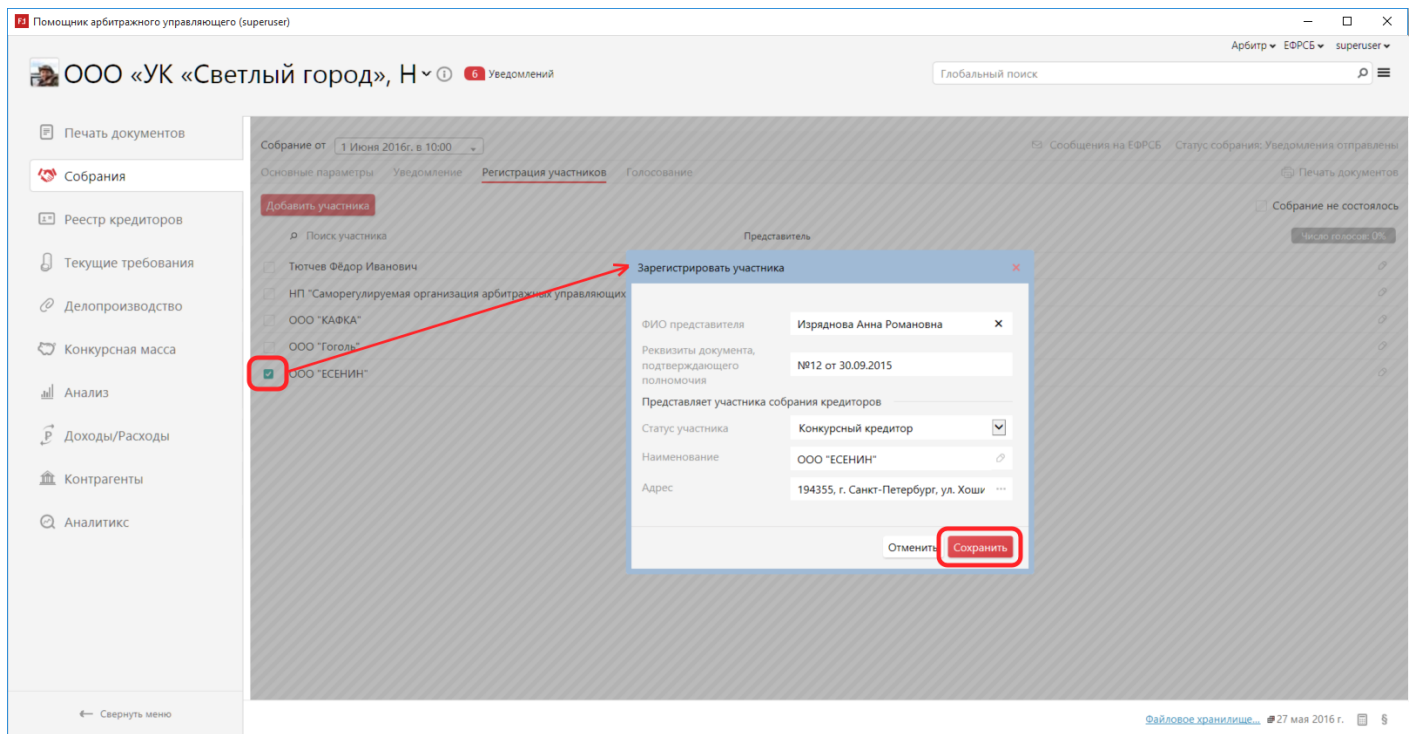 Помощник арбитражного управляющего (superuser)
Арбитр ЕФРСБ superuser
ООО «УК «Светлый город», Н 6 Уведомлений
Глобальный поиск
Печать документов
Собрания
Реестр кредиторов
Текущие требования
Делопроизводство
Конкурсная масса
Анализ
Доходы/Расходы
Контрагенты
Аналитикс
Свернуть меню
Собрание от 1 Июня 2016г. в 10:00
Сообщения на ЕФРСБ Статус собрания: Уведомления отправлены
Основные параметры Уведомление Регистрация участников Голосование
Печать документов
Добавить участника
Собрание не состоялось
Поиск участника Представитель Число голосов: 0%
Тютчев Фёдор Иванович
НП "Саморегулируемая организация арбитражных управляющих
ООО "КАФКА"
ООО "Гоголь"
ООО "ЕСЕНИН"
Зарегистрировать участника
ФИО представителя Изряднова Анна Романовна
Реквизиты документа,
подтверждающего
полномочия
№12 от 30.09.2015
Представляет участника собрания кредиторов
Статус участника Конкурсный кредитор
Наименование ООО "ЕСЕНИН"
Адрес 194355, г. Санкт-Петербург, ул. Хоши ...
Отменить Сохранить
Файловое хранилище... # 27 мая 2016 г. §